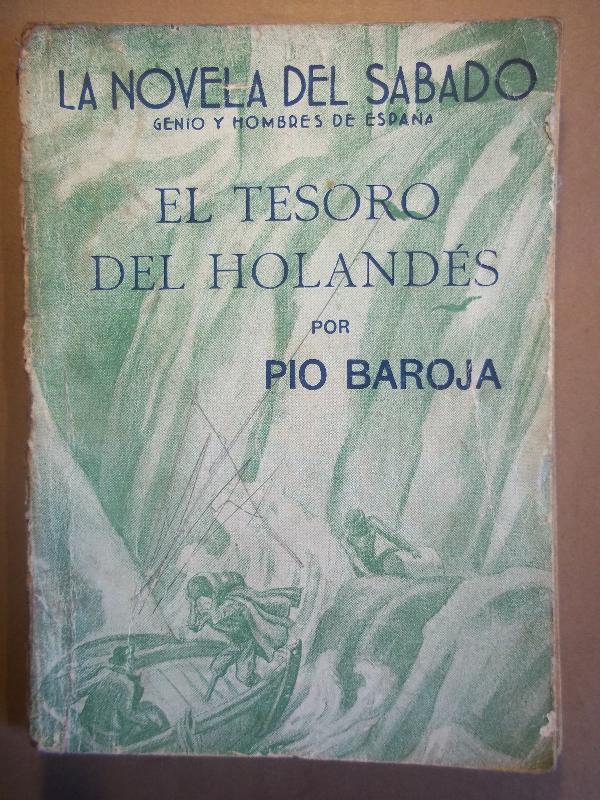 LA NOVELA DEL SABADO
GENIO Y HOMBRES DE ESPAÑA
EL TESORO
DEL HOLANDÉS
POR
PIO BAROJA